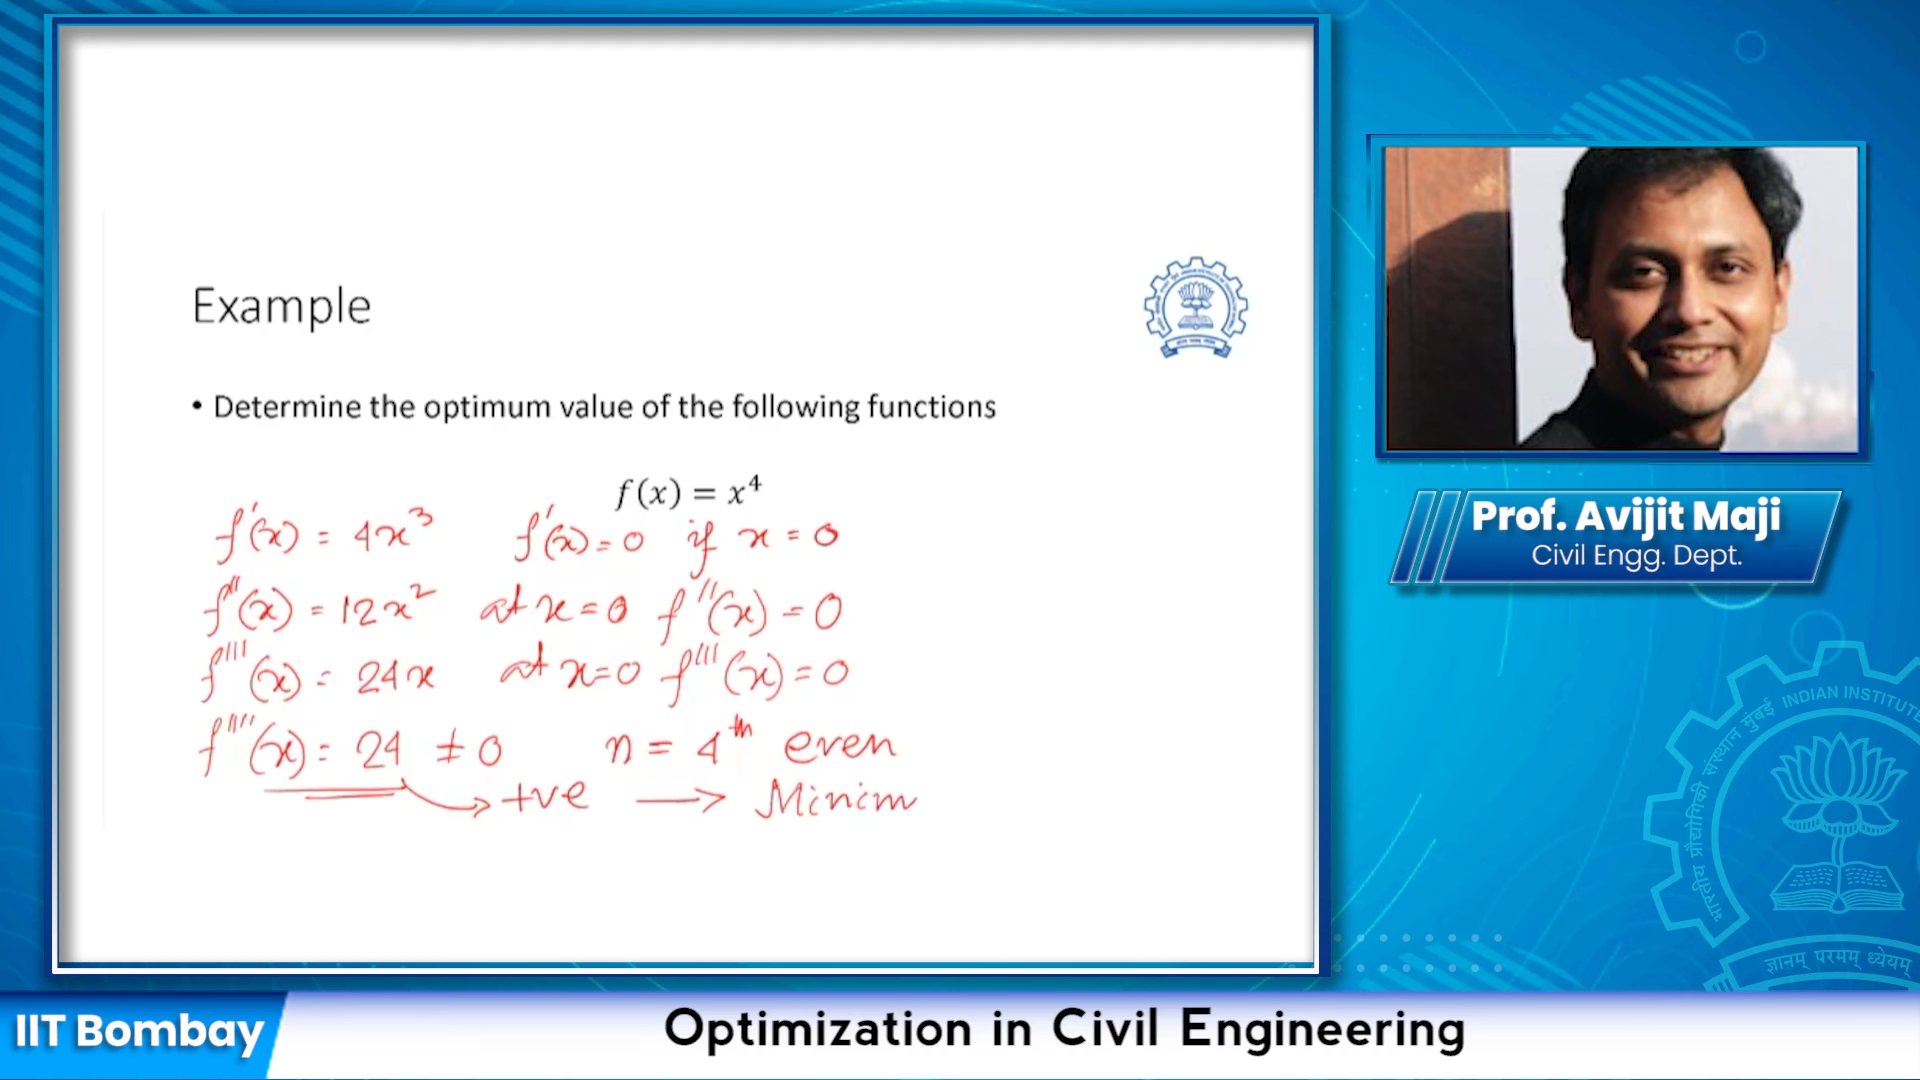 Example
• Determine the optimum value of the following functions
f(x) = x⁴
f'(x) = 4x³ f'(x) = 0 if x = 0
f''(x) = 12x² at x = 0 f''(x) = 0
f'''(x) = 24x at x = 0 f'''(x) = 0
f''''(x) = 24 ≠ 0 n = 4th even
→ +ve → Minim
Prof. Avijit Maji
Civil Engg. Dept.
INDIAN INSTITUTE
भारतीय प्रौद्योगिकी संस्थान मुंबई
ज्ञानम् परमम् ध्येयम्
IIT Bombay
Optimization in Civil Engineering